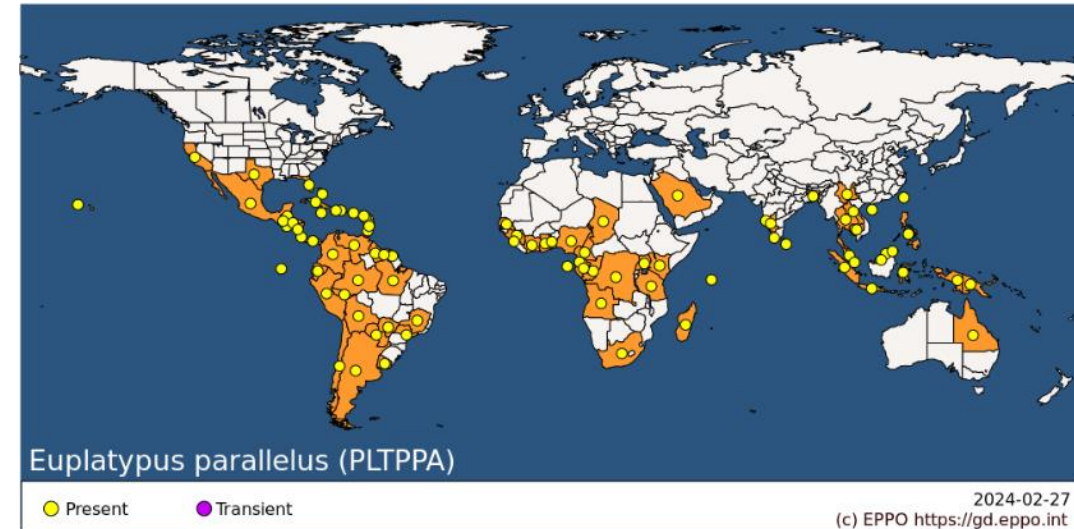 Euplatypus parallelus (PLTPPA)
Present
Transient
2024-02-27
(c) EPPO https://gd.eppo.int